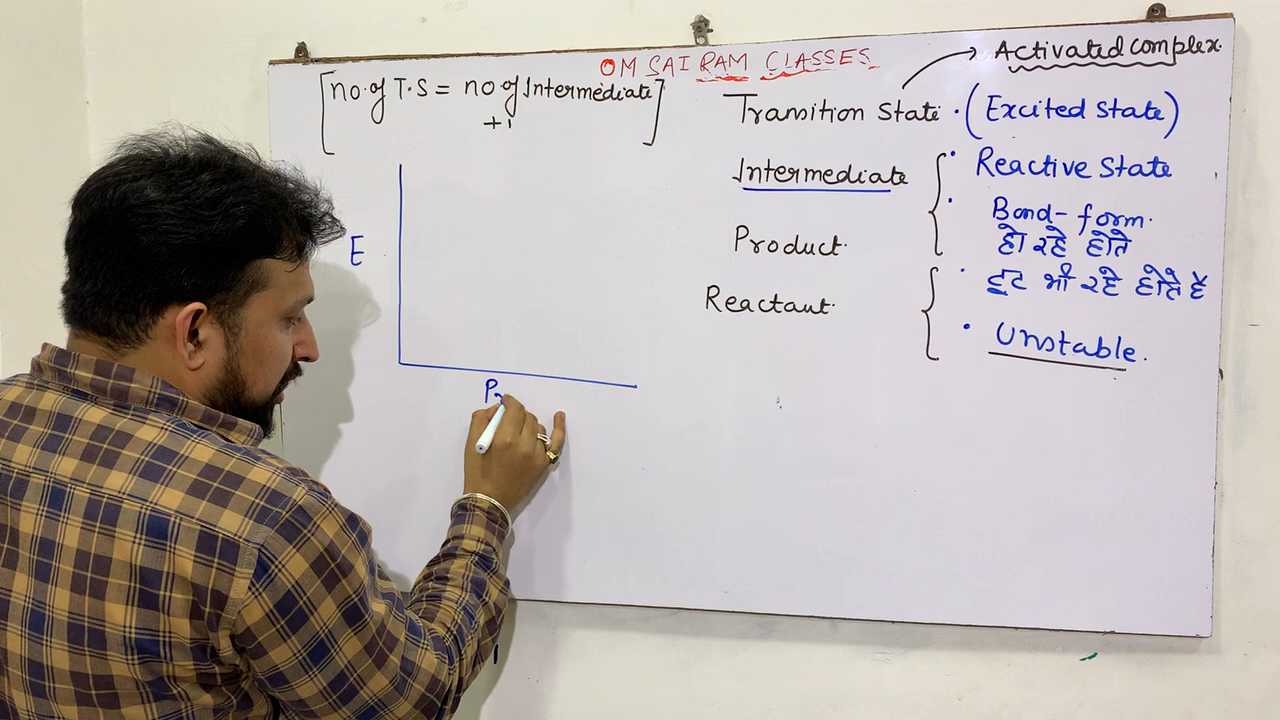 OM SAI RAM CLASSES
[no. of T.S = no of Intermediate
+1]
Activated complex.
Transition State. (Excited State)
Intermediate
Reactive State
Bond-form.
हो रहे होते
Product.
टूट भी रहे होते हैं
Reactant.
Unstable.
E
Pr